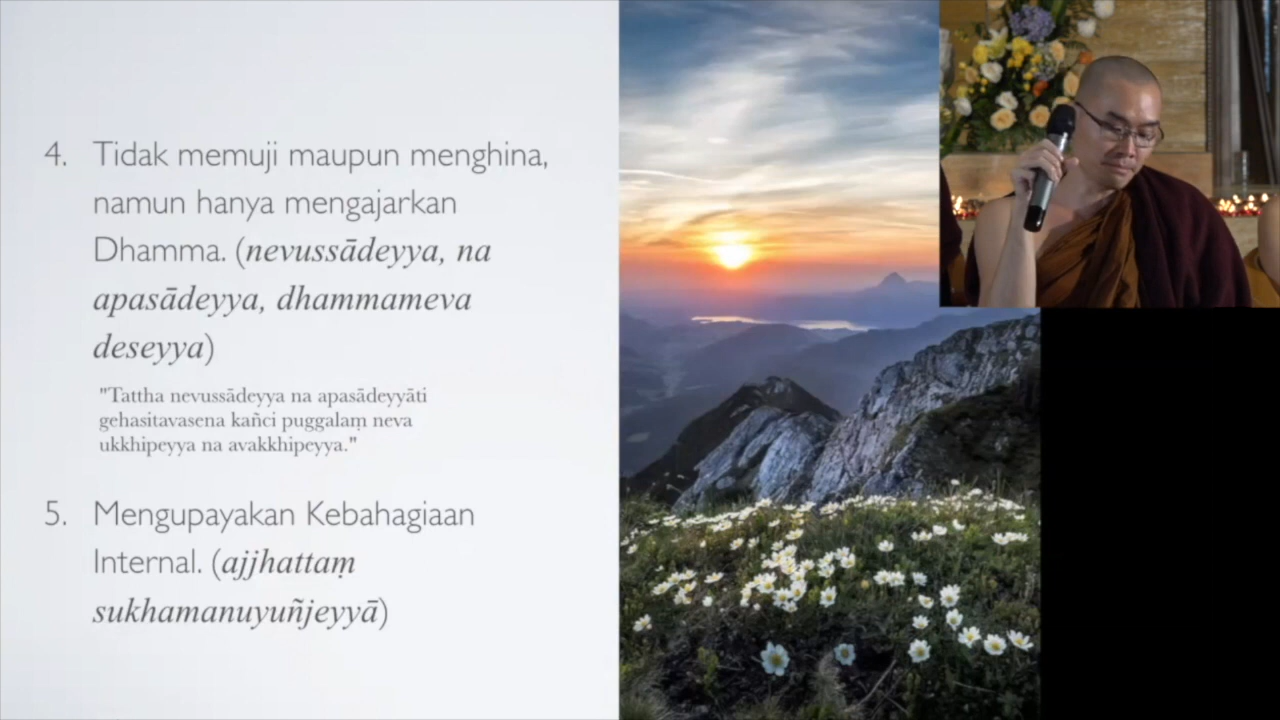 4. Tidak memuji maupun menghina,
namun hanya mengajarkan
Dhamma. (nevussādeyya, na
apasādeyya, dhammameva
deseyya)
"Tattha nevussādeyya na apasādeyyāti
gehasitavasena kañci puggalaṃ neva
ukkhipeyya na avakkhipeyya."
5. Mengupayakan Kebahagiaan
Internal. (ajjhattaṃ
sukhamanuyuñjeyyā)